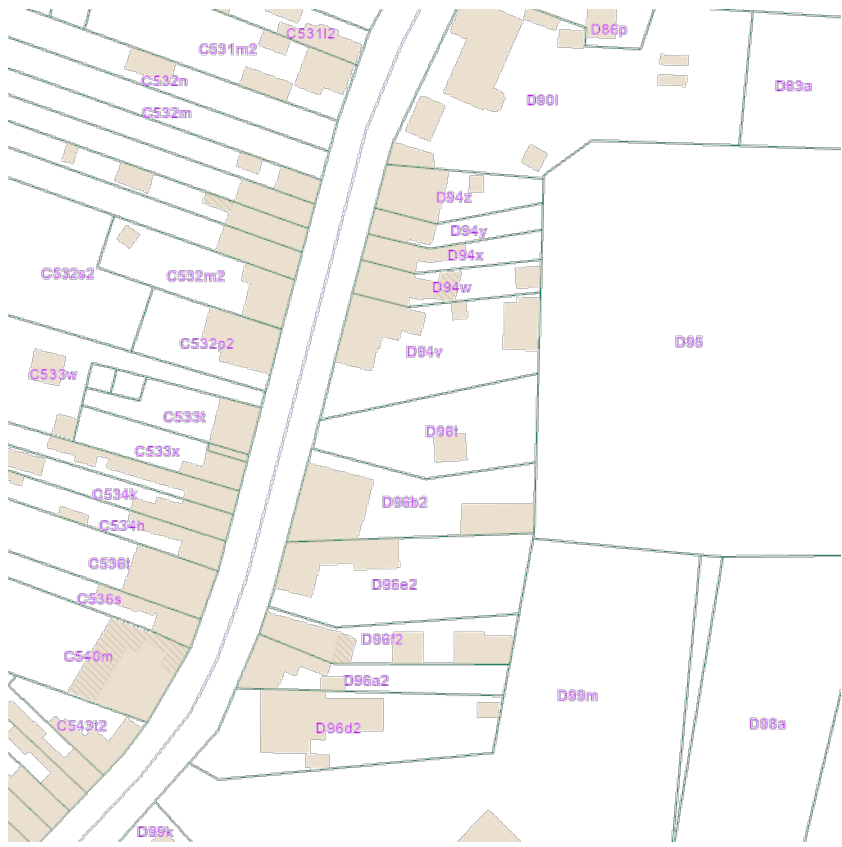 C531l2
D86p
C531m2
C532n
D83a
D90l
C532m
D94z
D94y
D94x
C532s2
C532m2
D94w
C532p2
D95
D94v
C533w
C533t
D96t
C533x
C534k
D96b2
C534h
C536t
D96e2
C536s
D96f2
C540m
D96a2
D99m
C543t2
D96d2
D98a
D99k